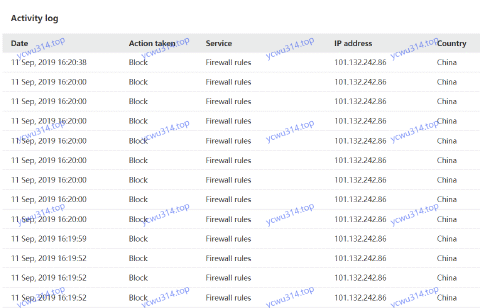 Activity log
Date Action taken Service IP address Country
11 Sep, 2019 16:20:38 Block Firewall rules 101.132.242.86 China
11 Sep, 2019 16:20:00 Block Firewall rules 101.132.242.86 China
11 Sep, 2019 16:20:00 Block Firewall rules 101.132.242.86 China
11 Sep, 2019 16:20:00 Block Firewall rules 101.132.242.86 China
11 Sep, 2019 16:20:00 Block Firewall rules 101.132.242.86 China
11 Sep, 2019 16:20:00 Block Firewall rules 101.132.242.86 China
11 Sep, 2019 16:20:00 Block Firewall rules 101.132.242.86 China
11 Sep, 2019 16:20:00 Block Firewall rules 101.132.242.86 China
11 Sep, 2019 16:20:00 Block Firewall rules 101.132.242.86 China
11 Sep, 2019 16:19:59 Block Firewall rules 101.132.242.86 China
11 Sep, 2019 16:19:52 Block Firewall rules 101.132.242.86 China
11 Sep, 2019 16:19:52 Block Firewall rules 101.132.242.86 China
11 Sep, 2019 16:19:52 Block Firewall rules 101.132.242.86 China
ycwu314.top ycwu314.top ycwu314.top ycwu314.top
ycwu314.top ycwu314.top ycwu314.top ycwu314.top
ycwu314.top ycwu314.top ycwu314.top ycwu314.top
ycwu314.top ycwu314.top ycwu314.top ycwu314.top